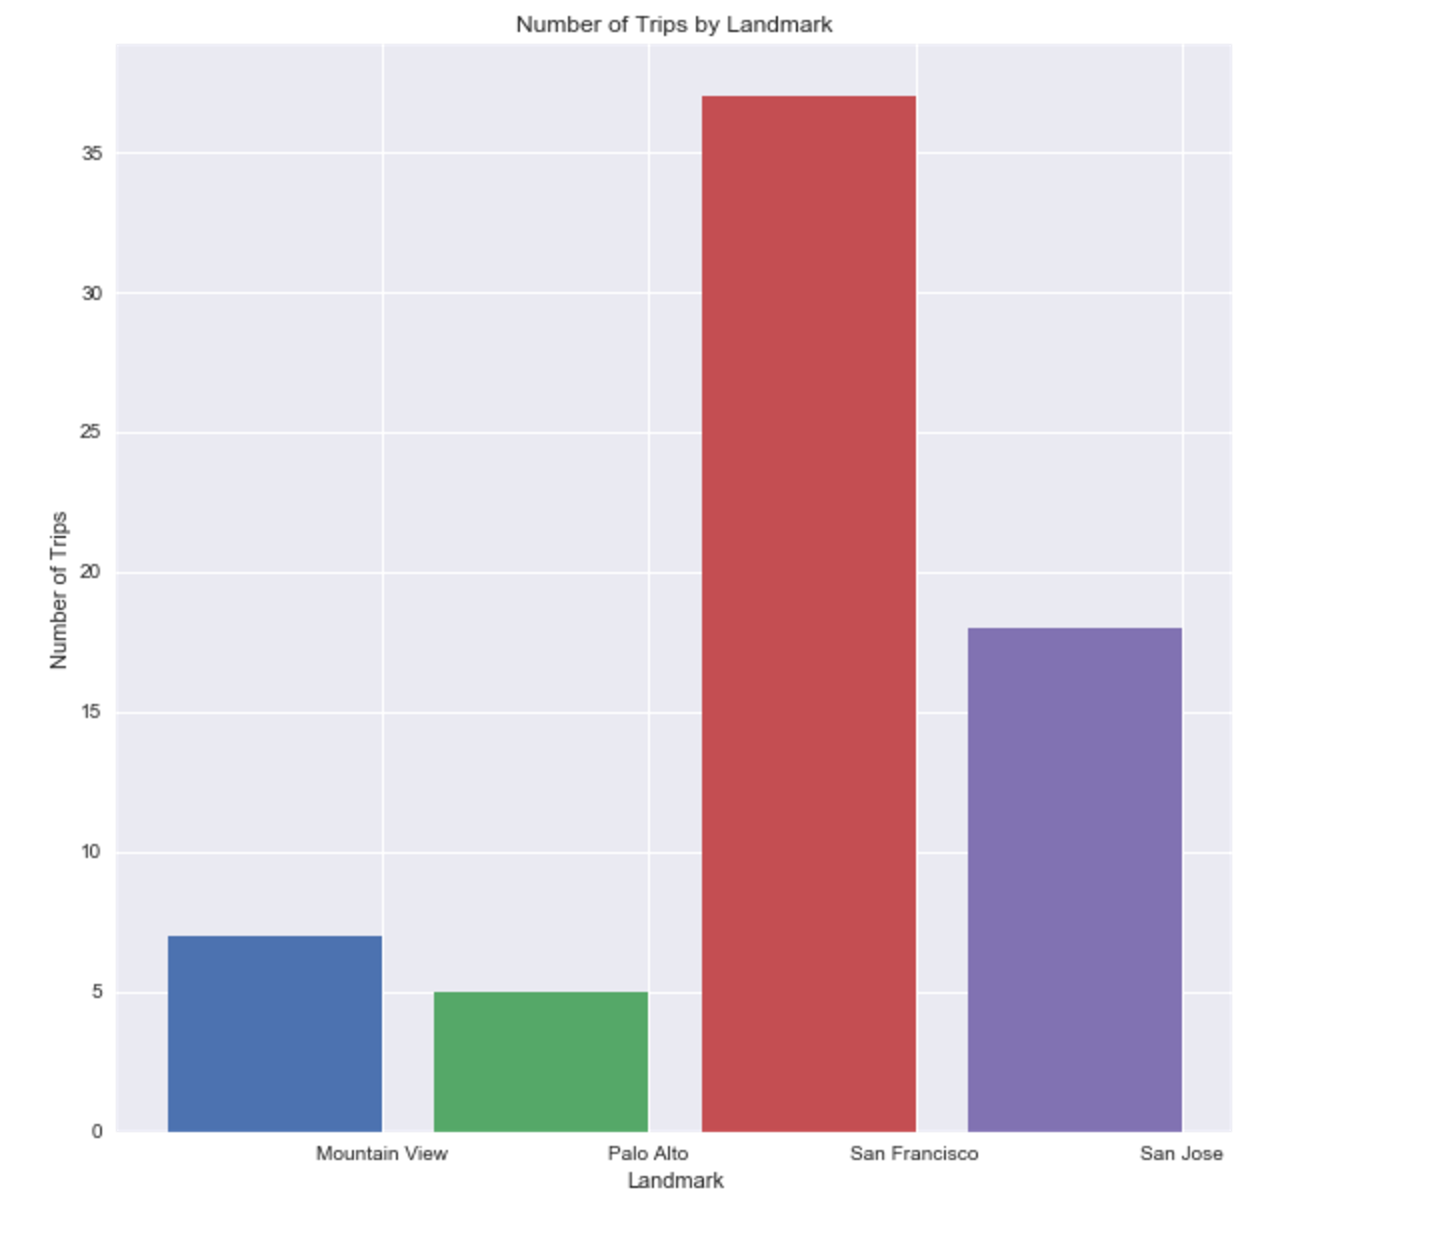 Number of Trips by Landmark
Number of Trips
35
30
25
20
15
10
5
0
Mountain View
Palo Alto
San Francisco
San Jose
Landmark